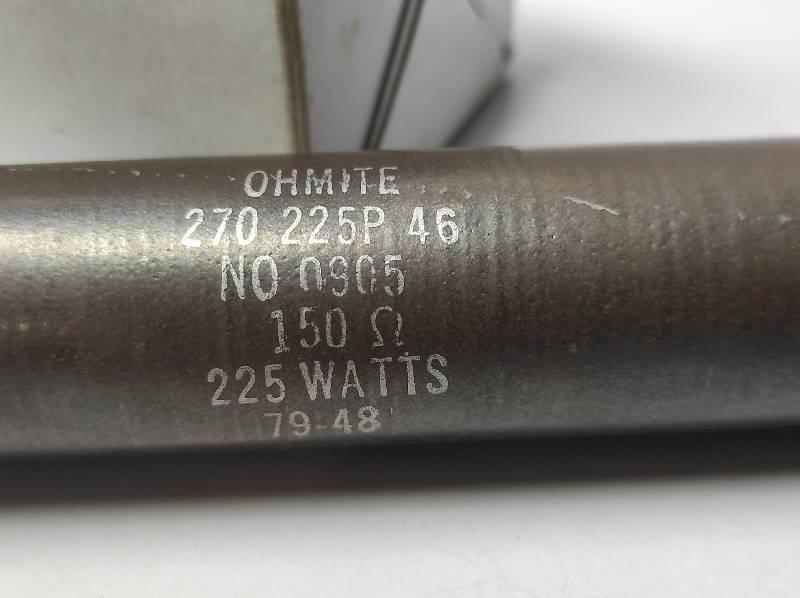 OHMITE
270 225P 46
NO 0905
150 Ω
225 WATTS
79-48